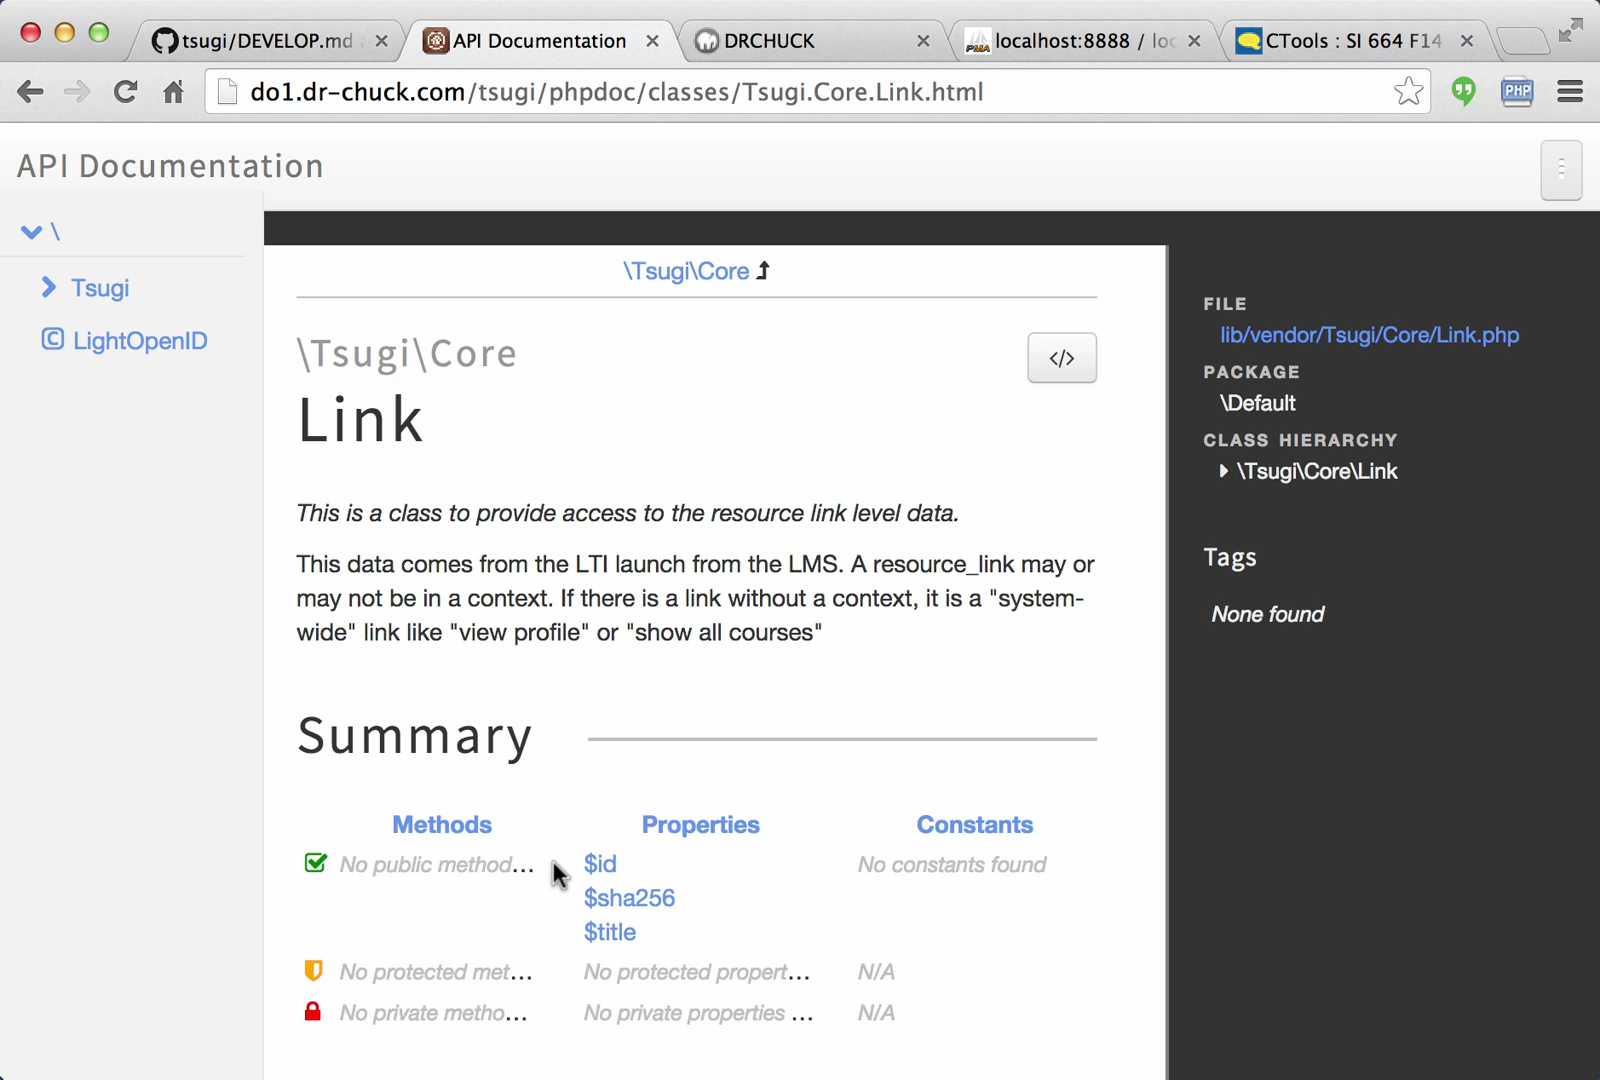 tsugi/DEVELOP.md
API Documentation
DRCHUCK
localhost:8888 / loc
CTools : SI 664 F14
do1.dr-chuck.com/tsugi/phpdoc/classes/Tsugi.Core.Link.html
PHP
API Documentation
\
Tsugi
LightOpenID
\Tsugi\Core
\Tsugi\Core
Link
</>
This is a class to provide access to the resource link level data.
This data comes from the LTI launch from the LMS. A resource_link may or
may not be in a context. If there is a link without a context, it is a "system-
wide" link like "view profile" or "show all courses"
Summary
Methods Properties Constants
No public method... $id No constants found
$sha256
$title
No protected met... No protected propert... N/A
No private metho... No private properties ... N/A
FILE
lib/vendor/Tsugi/Core/Link.php
PACKAGE
\Default
CLASS HIERARCHY
\Tsugi\Core\Link
Tags
None found